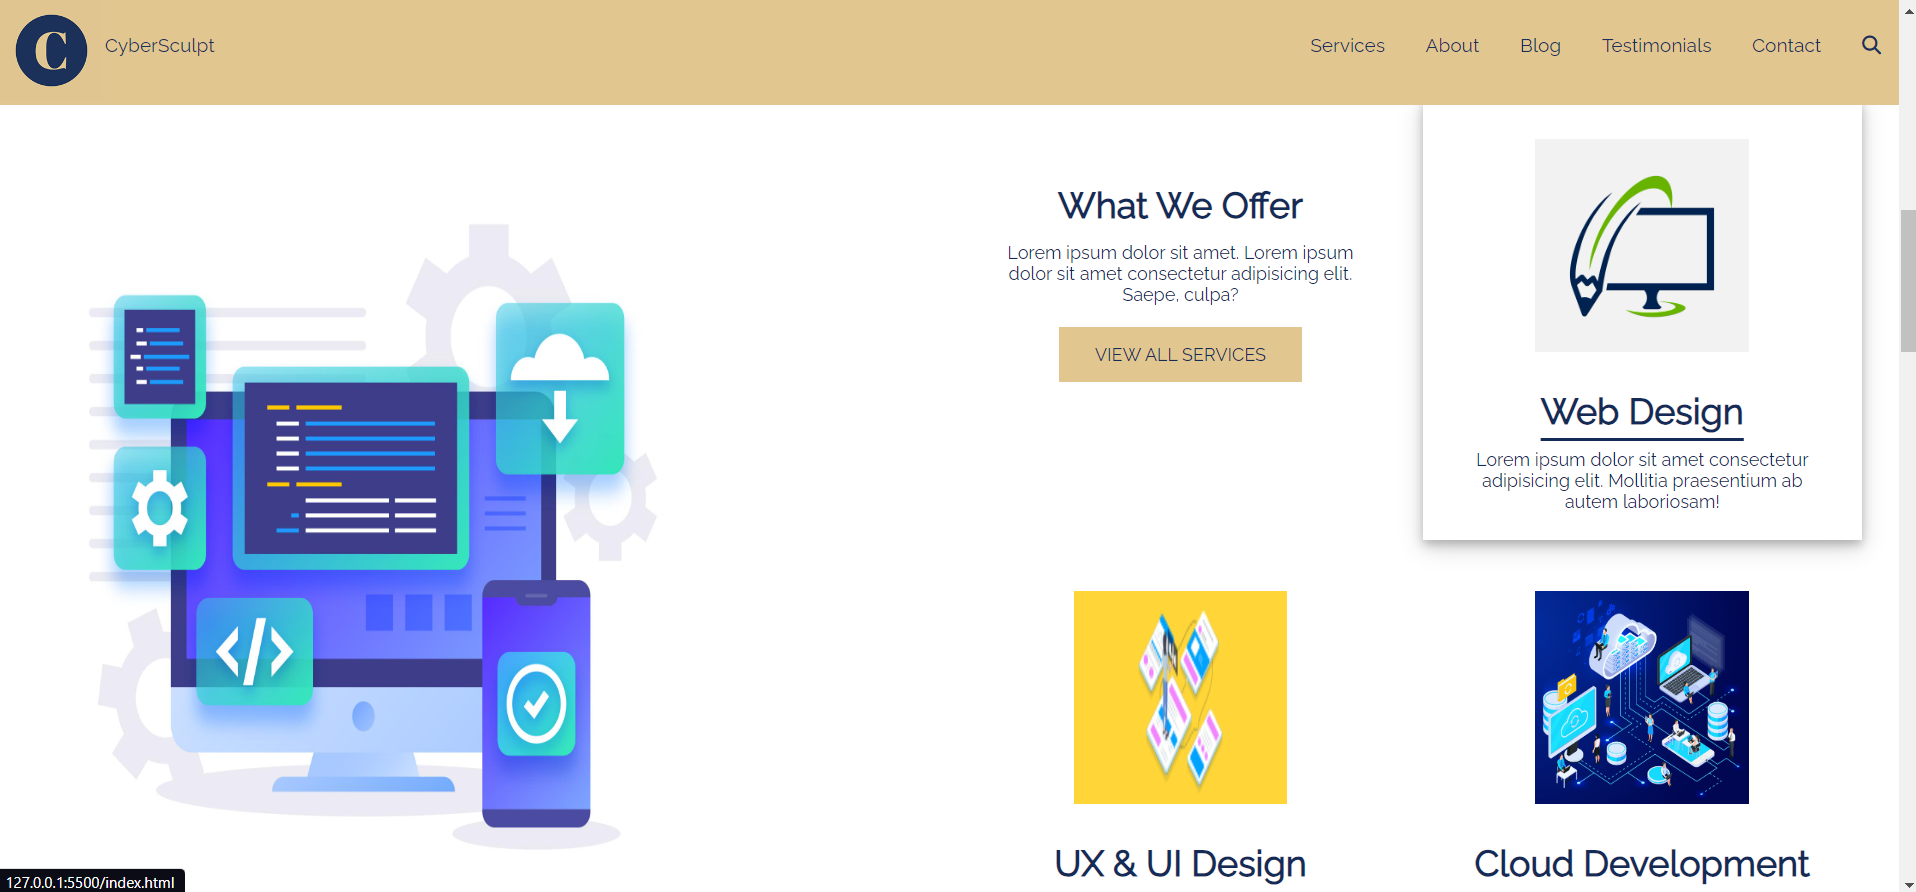 C
CyberSculpt
Services
About
Blog
Testimonials
Contact
What We Offer
Lorem ipsum dolor sit amet. Lorem ipsum
dolor sit amet consectetur adipisicing elit.
Saepe, culpa?
VIEW ALL SERVICES
Web Design
Lorem ipsum dolor sit amet consectetur
adipisicing elit. Mollitia praesentium ab
autem laboriosam!
UX & UI Design
Cloud Development
127.0.0.1:5500/index.html